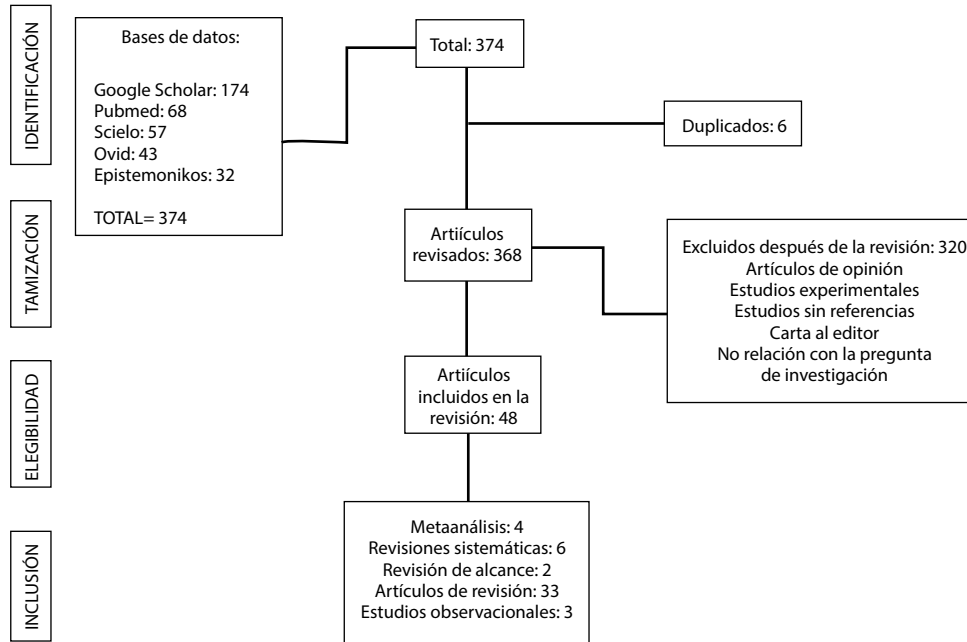 IDENTIFICACIÓN
Bases de datos:
Google Scholar: 174
Pubmed: 68
Scielo: 57
Ovid: 43
Epistemonikos: 32
TOTAL= 374
Total: 374
Duplicados: 6
TAMIZACIÓN
Artiículos
revisados: 368
Excluidos después de la revisión: 320
Artículos de opinión
Estudios experimentales
Estudios sin referencias
Carta al editor
No relación con la pregunta
de investigación
ELEGIBILIDAD
Artiículos
incluidos en la
revisión: 48
INCLUSIÓN
Metaanálisis: 4
Revisiones sistemáticas: 6
Revisión de alcance: 2
Artículos de revisión: 33
Estudios observacionales: 3